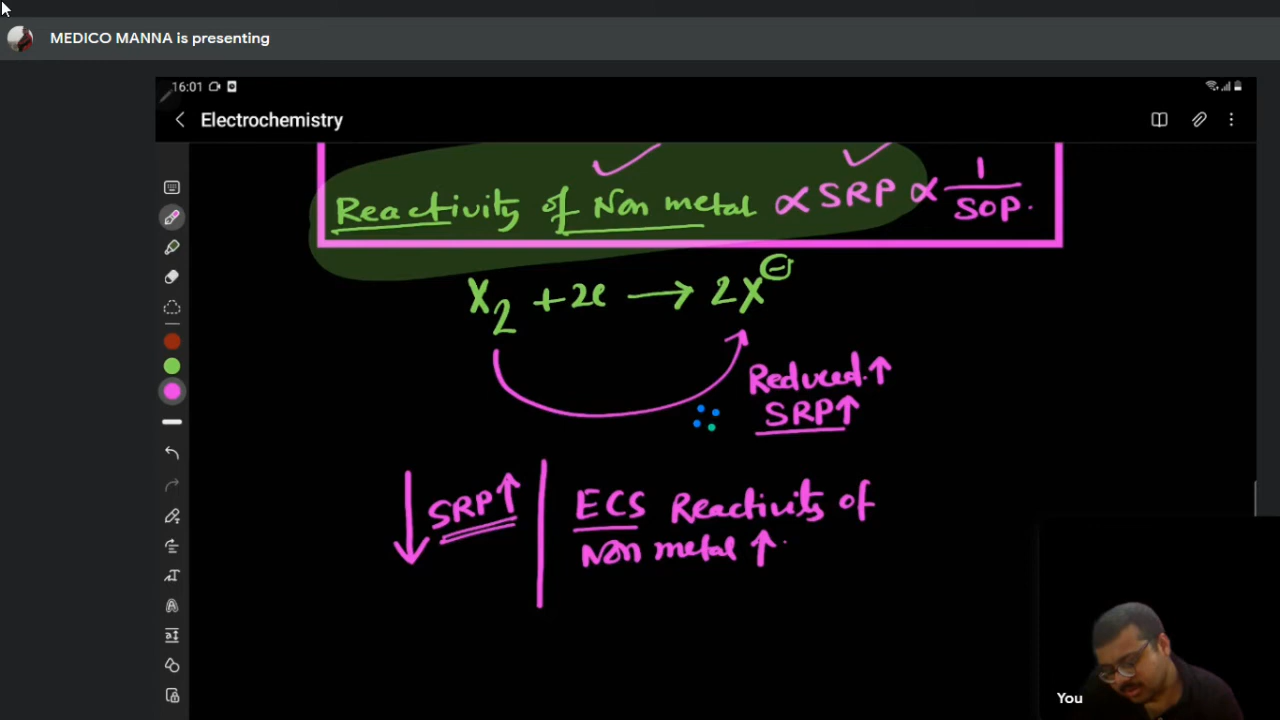 MEDICO MANNA is presenting
16:01
Electrochemistry
Reactivity of Non metal ∝ SRP ∝ 1/SOP.
X₂ + 2e → 2X⊖
Reduced.↑
SRP↑
↓ SRP↑
ECS Reactivity of
Non metal ↑.
You